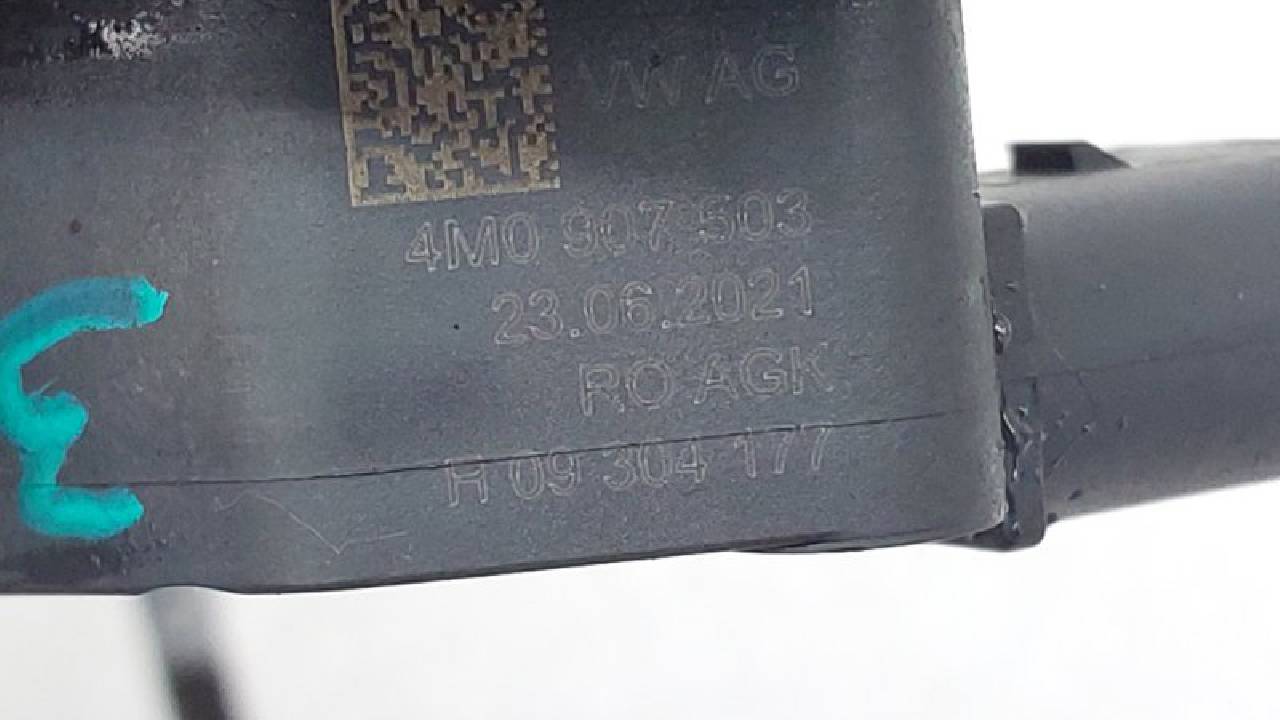 VW AG
4M0 907 503
23.06.2021
RO AGK
H 09 304 177